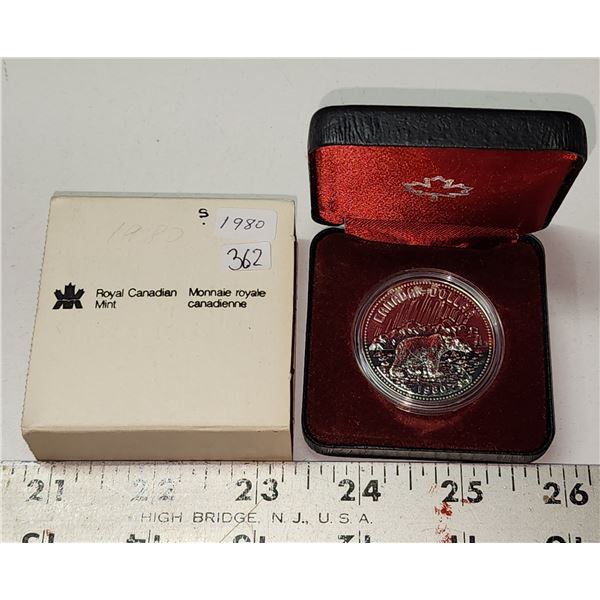 1980
S.
1980
362
Royal Canadian Mint
Monnaie royale canadienne
CANADA DOLLAR
1980
21 22 23 24 25 26
HIGH BRIDGE, N.J., U.S.A.